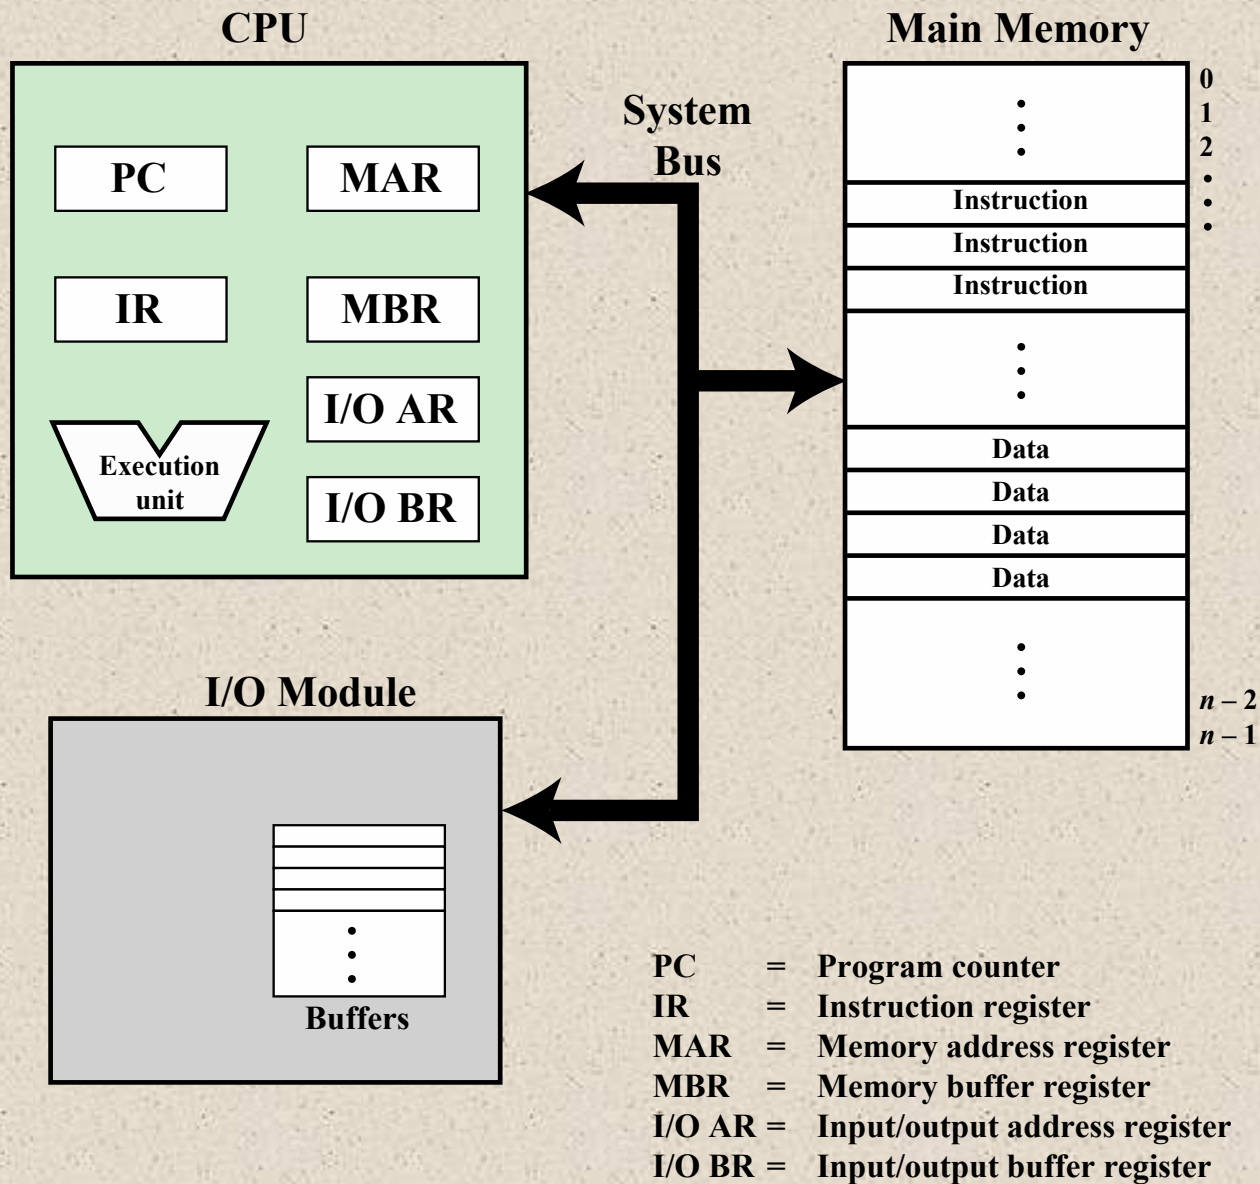 CPU
PC
MAR
IR
MBR
I/O AR
Execution
unit
I/O BR
System
Bus
Main Memory
0
1
2
Instruction
Instruction
Instruction
Data
Data
Data
Data
n – 2
n – 1
I/O Module
Buffers
PC = Program counter
IR = Instruction register
MAR = Memory address register
MBR = Memory buffer register
I/O AR = Input/output address register
I/O BR = Input/output buffer register